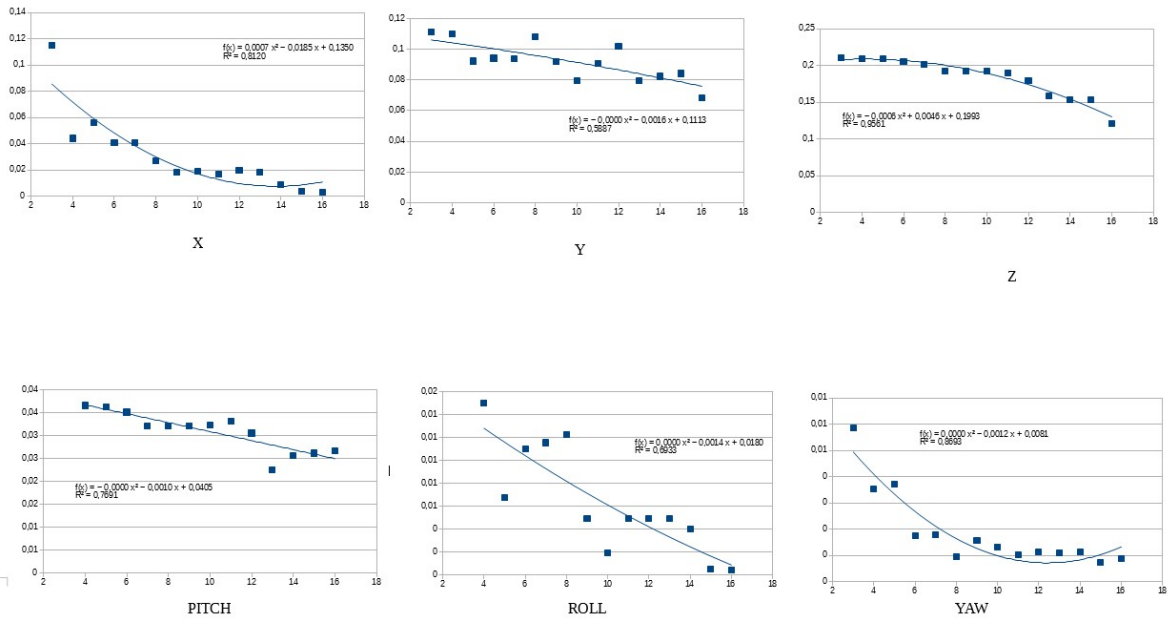 0,14
0,12
0,1
0,08
0,06
0,04
0,02
0
f(x) = 0,0007 x² − 0,0185 x + 0,1350
R² = 0,8120
2 4 6 8 10 12 14 16 18
X
0,12
0,1
0,08
0,06
0,04
0,02
0
f(x) = − 0,0000 x² − 0,0016 x + 0,1113
R² = 0,5887
2 4 6 8 10 12 14 16 18
Y
0,25
0,2
0,15
0,1
0,05
0
f(x) = − 0,0006 x² + 0,0046 x + 0,1993
R² = 0,9561
2 4 6 8 10 12 14 16 18
Z
0,04
0,04
0,03
0,03
0,02
0,02
0,01
0,01
0
f(x) = − 0,0000 x² − 0,0010 x + 0,0405
R² = 0,7691
2 4 6 8 10 12 14 16 18
PITCH
0,02
0,01
0,01
0,01
0,01
0,01
0
0
0
f(x) = 0,0000 x² − 0,0014 x + 0,0180
R² = 0,6933
2 4 6 8 10 12 14 16 18
ROLL
0,01
0,01
0,01
0
0
0
0
0
f(x) = 0,0000 x² − 0,0012 x + 0,0081
R² = 0,8693
2 4 6 8 10 12 14 16 18
YAW